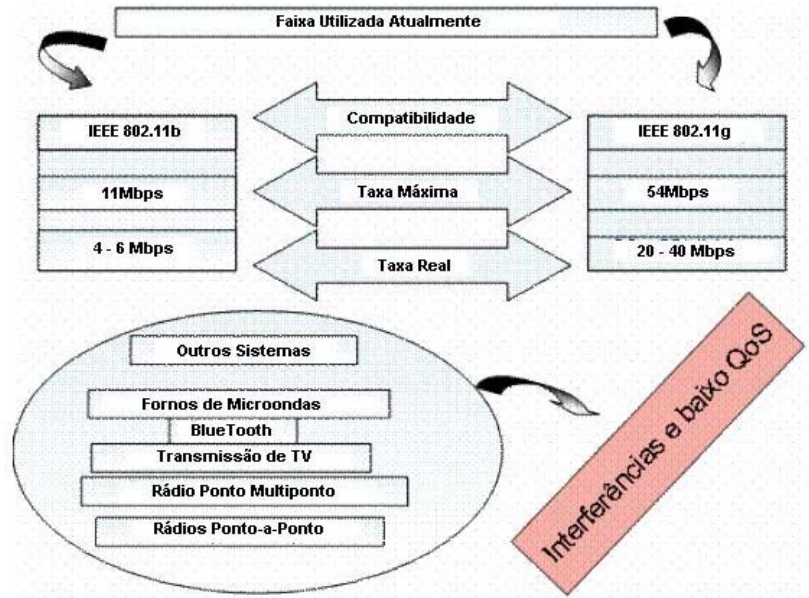 Faixa Utilizada Atualmente
IEEE 802.11b
Compatibilidade
IEEE 802.11g
11Mbps
Taxa Máxima
54Mbps
4 - 6 Mbps
Taxa Real
20 - 40 Mbps
Outros Sistemas
Fornos de Microondas
BlueTooth
Transmissão de TV
Rádio Ponto Multiponto
Rádios Ponto-a-Ponto
Interferências e baixo QoS